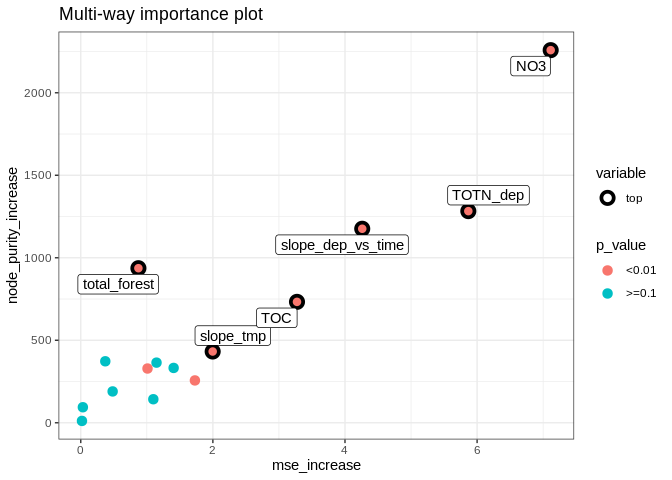 Multi-way importance plot
NO3
2000
variable
top
TOTN_dep
1500
slope_dep_vs_time
p_value
<0.01
>=0.1
node_purity_increase
1000
total_forest
TOC
slope_tmp
500
0
0
2
4
6
mse_increase